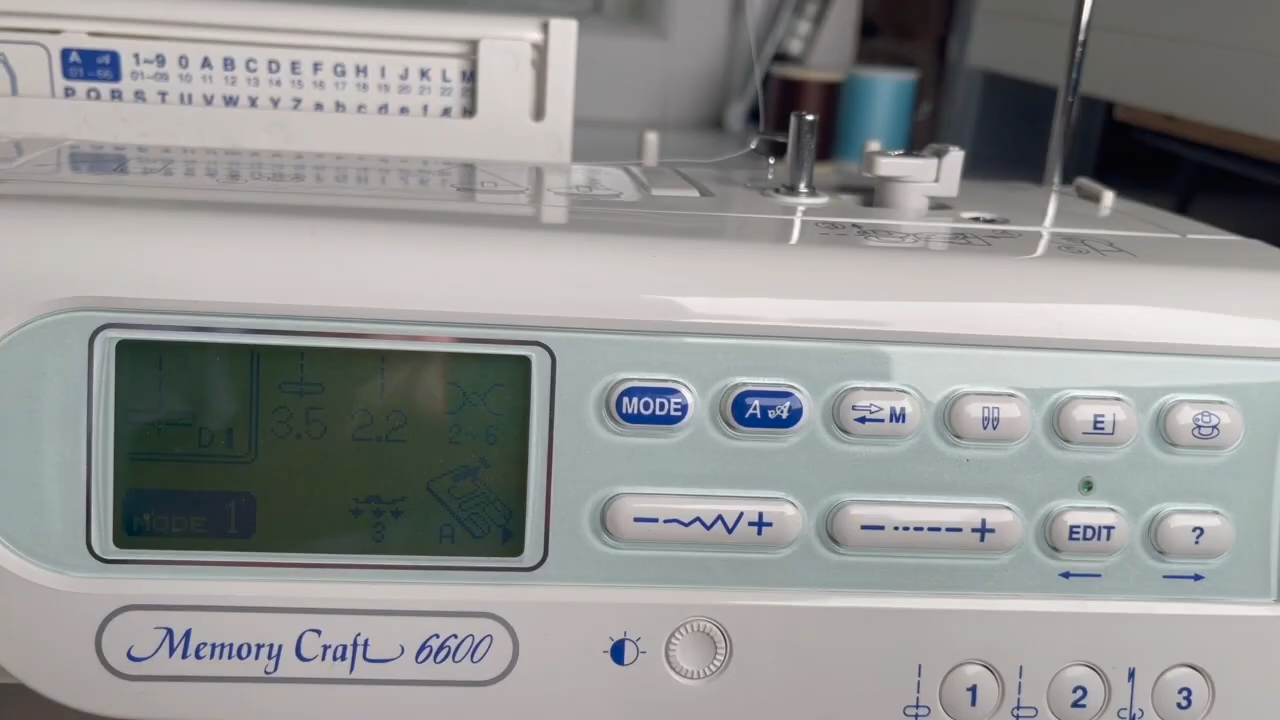 A A 1~9 0 A B C D E F G H I J K L M
01~66 01~09 10 11 12 13 14 15 16 17 18 19 20 21 22
P Q R S T U V W X Y Z a b c d e f g
3.5 2.2
D.1 2~6
MODE 1 3 A
MODE A A M E
- + - + EDIT ?
Memory Craft 6600
1 2 3